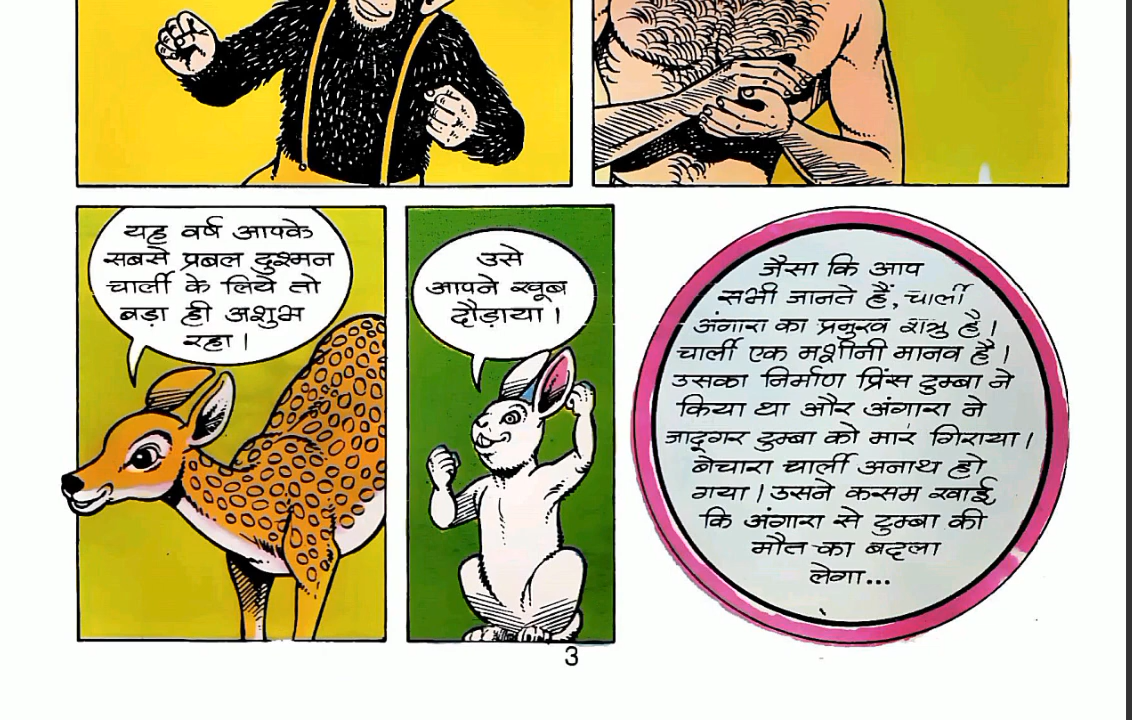 यह वर्ष आपके
सबसे प्रबल दुश्मन
चार्ली के लिये तो
बड़ा ही अशुभ
रहा।
उसे
आपने खूब
दौड़ाया।
जैसा कि आप
सभी जानते हैं, चार्ली
अंगारा का प्रमुख शत्रु है।
चार्ली एक मशीनी मानव है।
उसका निर्माण प्रिंस टुम्बा ने
किया था और अंगारा ने
जादूगर टुम्बा को मार गिराया।
बेचारा चार्ली अनाथ हो
गया। उसने कसम खाई
कि अंगारा से टुम्बा की
मौत का बदला
लेगा...
3